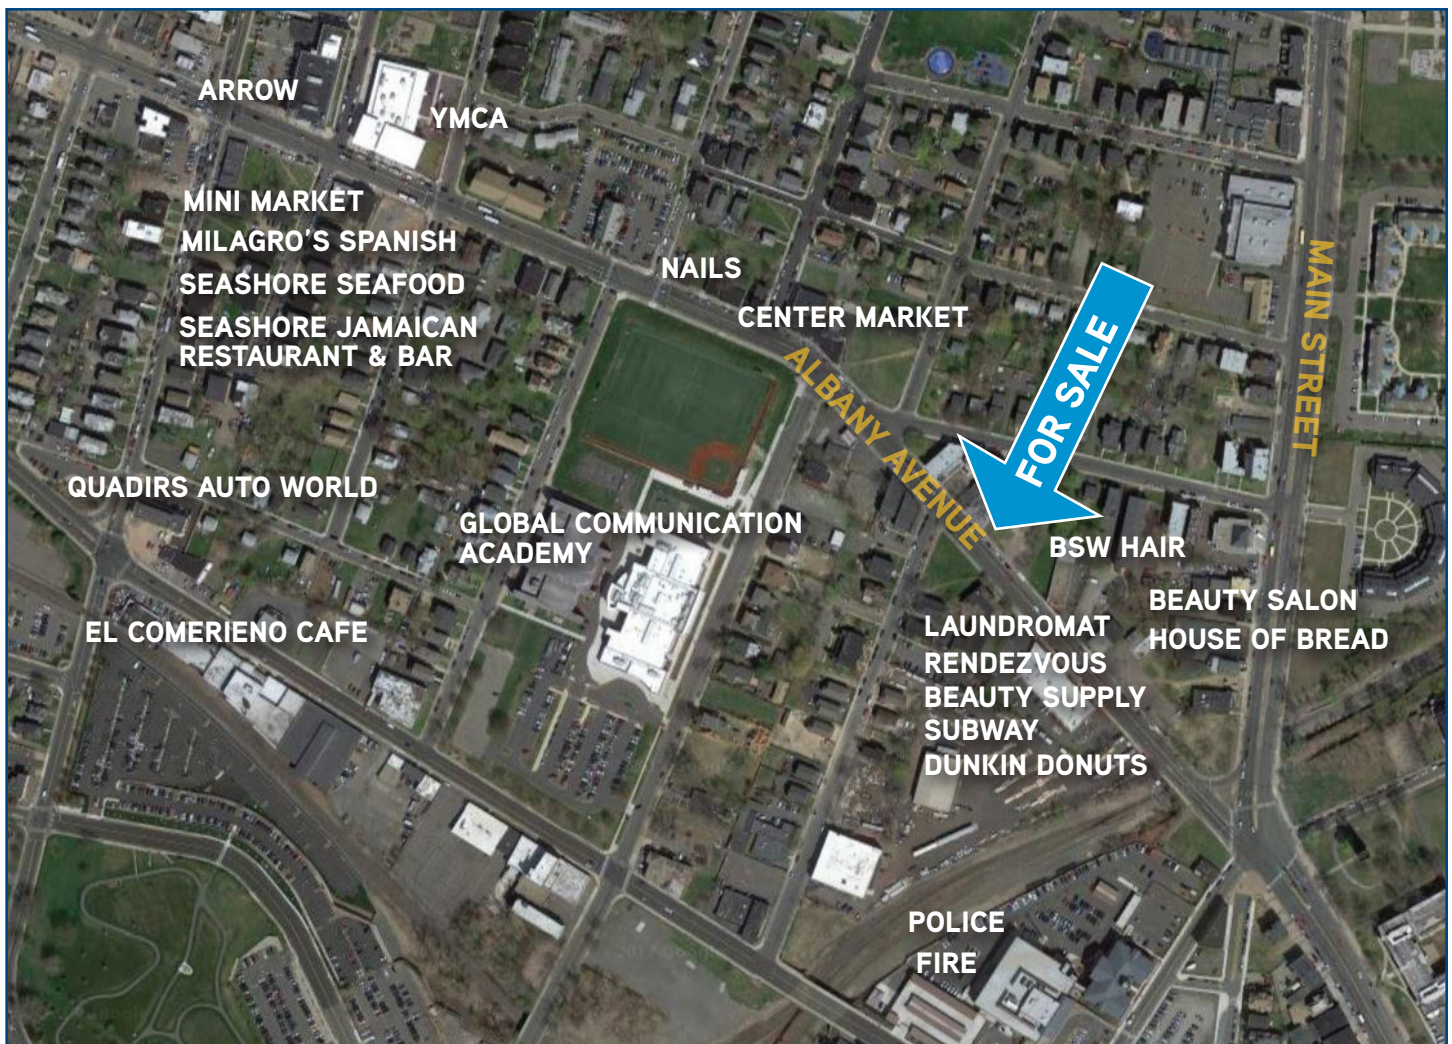 ARROW
YMCA
MINI MARKET
MILAGRO'S SPANISH
SEASHORE SEAFOOD
SEASHORE JAMAICAN
RESTAURANT & BAR
NAILS
CENTER MARKET
ALBANY AVENUE
MAIN STREET
FOR SALE
QUADIRS AUTO WORLD
GLOBAL COMMUNICATION
ACADEMY
BSW HAIR
BEAUTY SALON
HOUSE OF BREAD
EL COMERIENO CAFE
LAUNDROMAT
RENDEZVOUS
BEAUTY SUPPLY
SUBWAY
DUNKIN DONUTS
POLICE
FIRE